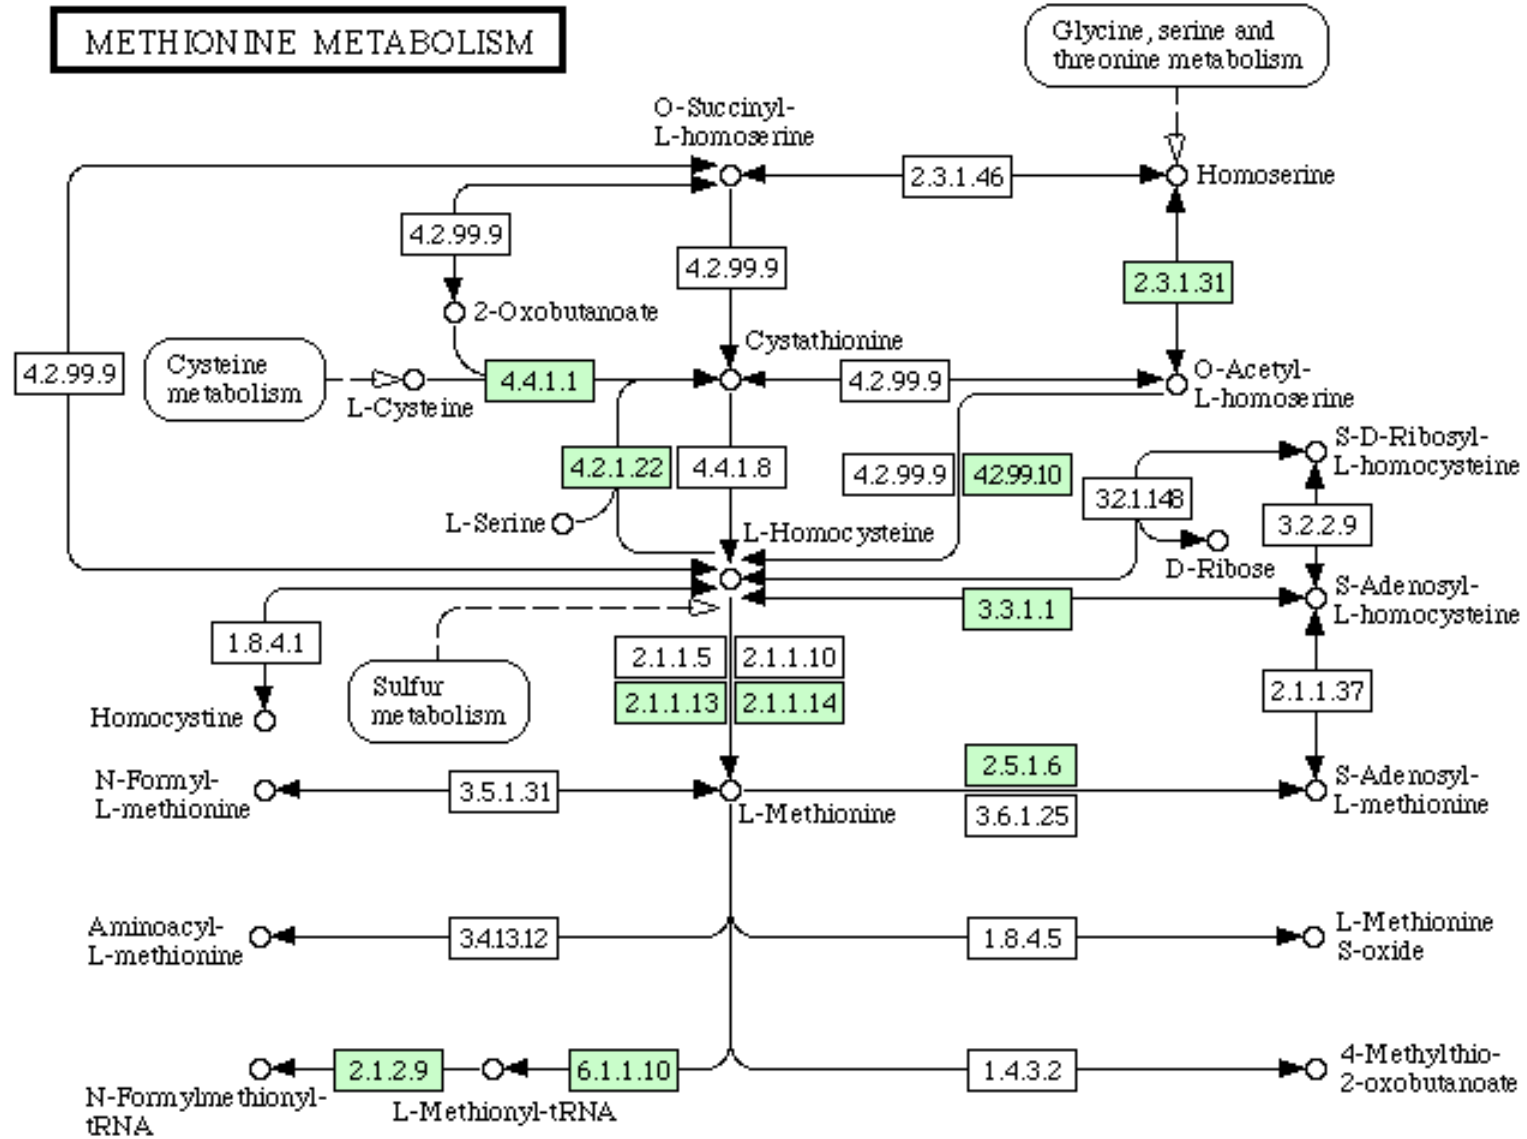 METHIONINE METABOLISM
Glycine, serine and
threonine metabolism
O-Succinyl-
L-homoserine
2.3.1.46
Homoserine
4.2.99.9
4.2.99.9
2.3.1.31
2-Oxobutanoate
Cystathionine
4.2.99.9
Cysteine
metabolism
L-Cysteine
4.4.1.1
4.2.99.9
O-Acetyl-
L-homoserine
4.2.1.22
4.4.1.8
4.2.99.9
4.2.99.10
3.2.1.148
S-D-Ribosyl-
L-homocysteine
L-Serine
L-Homocysteine
3.2.2.9
D-Ribose
3.3.1.1
S-Adenosyl-
L-homocysteine
1.8.4.1
2.1.1.5
2.1.1.10
Sulfur
metabolism
2.1.1.13
2.1.1.14
2.1.1.37
Homocystine
N-Formyl-
L-methionine
3.5.1.31
L-Methionine
2.5.1.6
3.6.1.25
S-Adenosyl-
L-methionine
Aminoacyl-
L-methionine
3.4.13.12
1.8.4.5
L-Methionine
S-oxide
2.1.2.9
6.1.1.10
1.4.3.2
4-Methylthio-
2-oxobutanoate
N-Formylmethionyl-
tRNA
L-Methionyl-tRNA